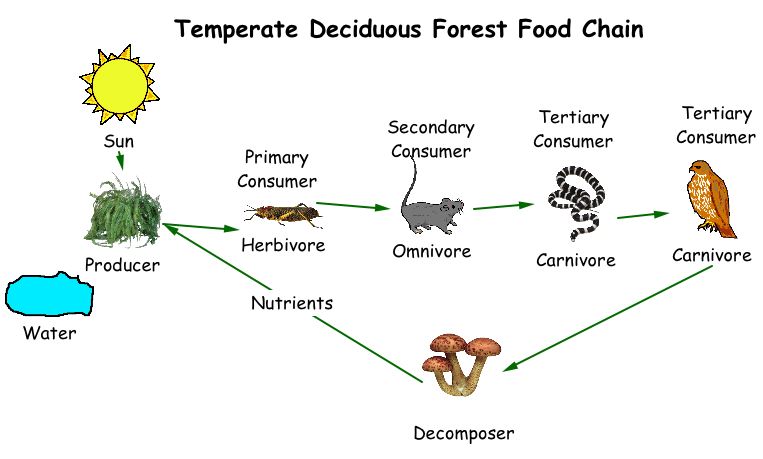 Temperate Deciduous Forest Food Chain
Sun
Producer
Water
Primary
Consumer
Herbivore
Secondary
Consumer
Omnivore
Tertiary
Consumer
Carnivore
Tertiary
Consumer
Carnivore
Nutrients
Decomposer